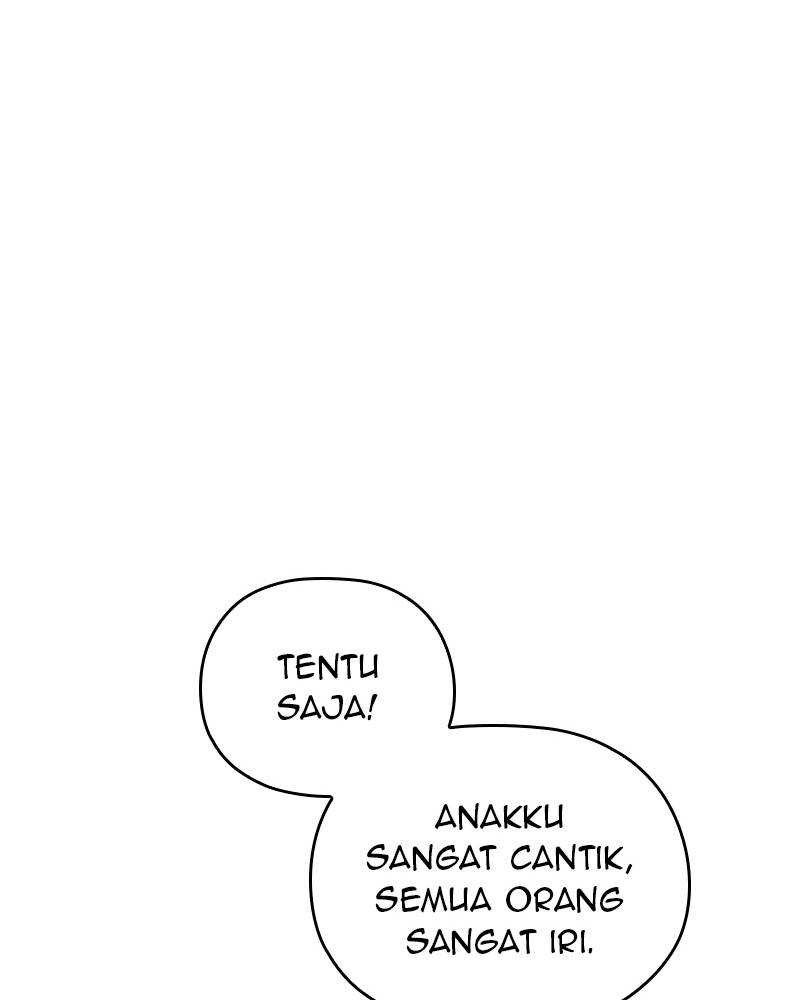 TENTU
SAJA!
ANAKKU
SANGAT CANTIK,
SEMUA ORANG
SANGAT IRI.